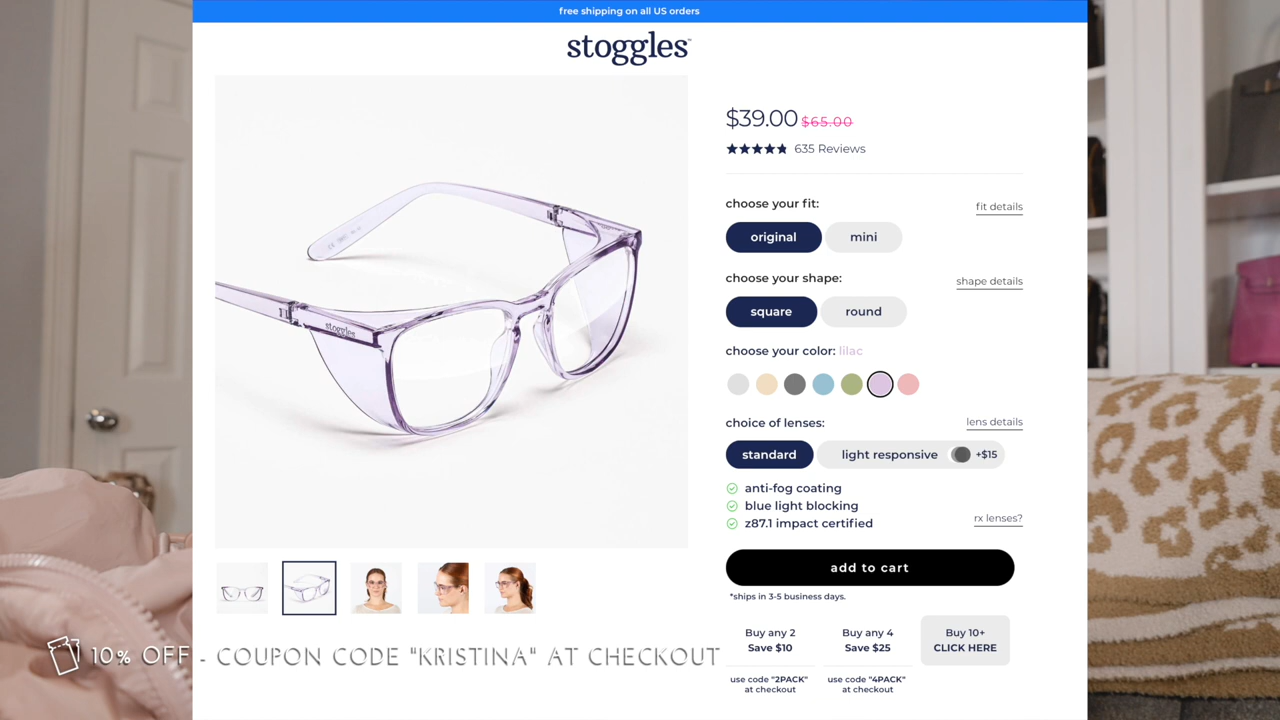 free shipping on all US orders
stoggles™
$39.00 $65.00
635 Reviews
choose your fit:
fit details
original
mini
choose your shape:
shape details
square
round
choose your color: lilac
choice of lenses:
lens details
standard
light responsive
+$15
anti-fog coating
blue light blocking
z87.1 impact certified
rx lenses?
add to cart
*ships in 3-5 business days.
Buy any 2
Save $10
use code "2PACK"
at checkout
Buy any 4
Save $25
use code "4PACK"
at checkout
Buy 10+
CLICK HERE
stoggles
10% OFF - COUPON CODE "KRISTINA" AT CHECKOUT